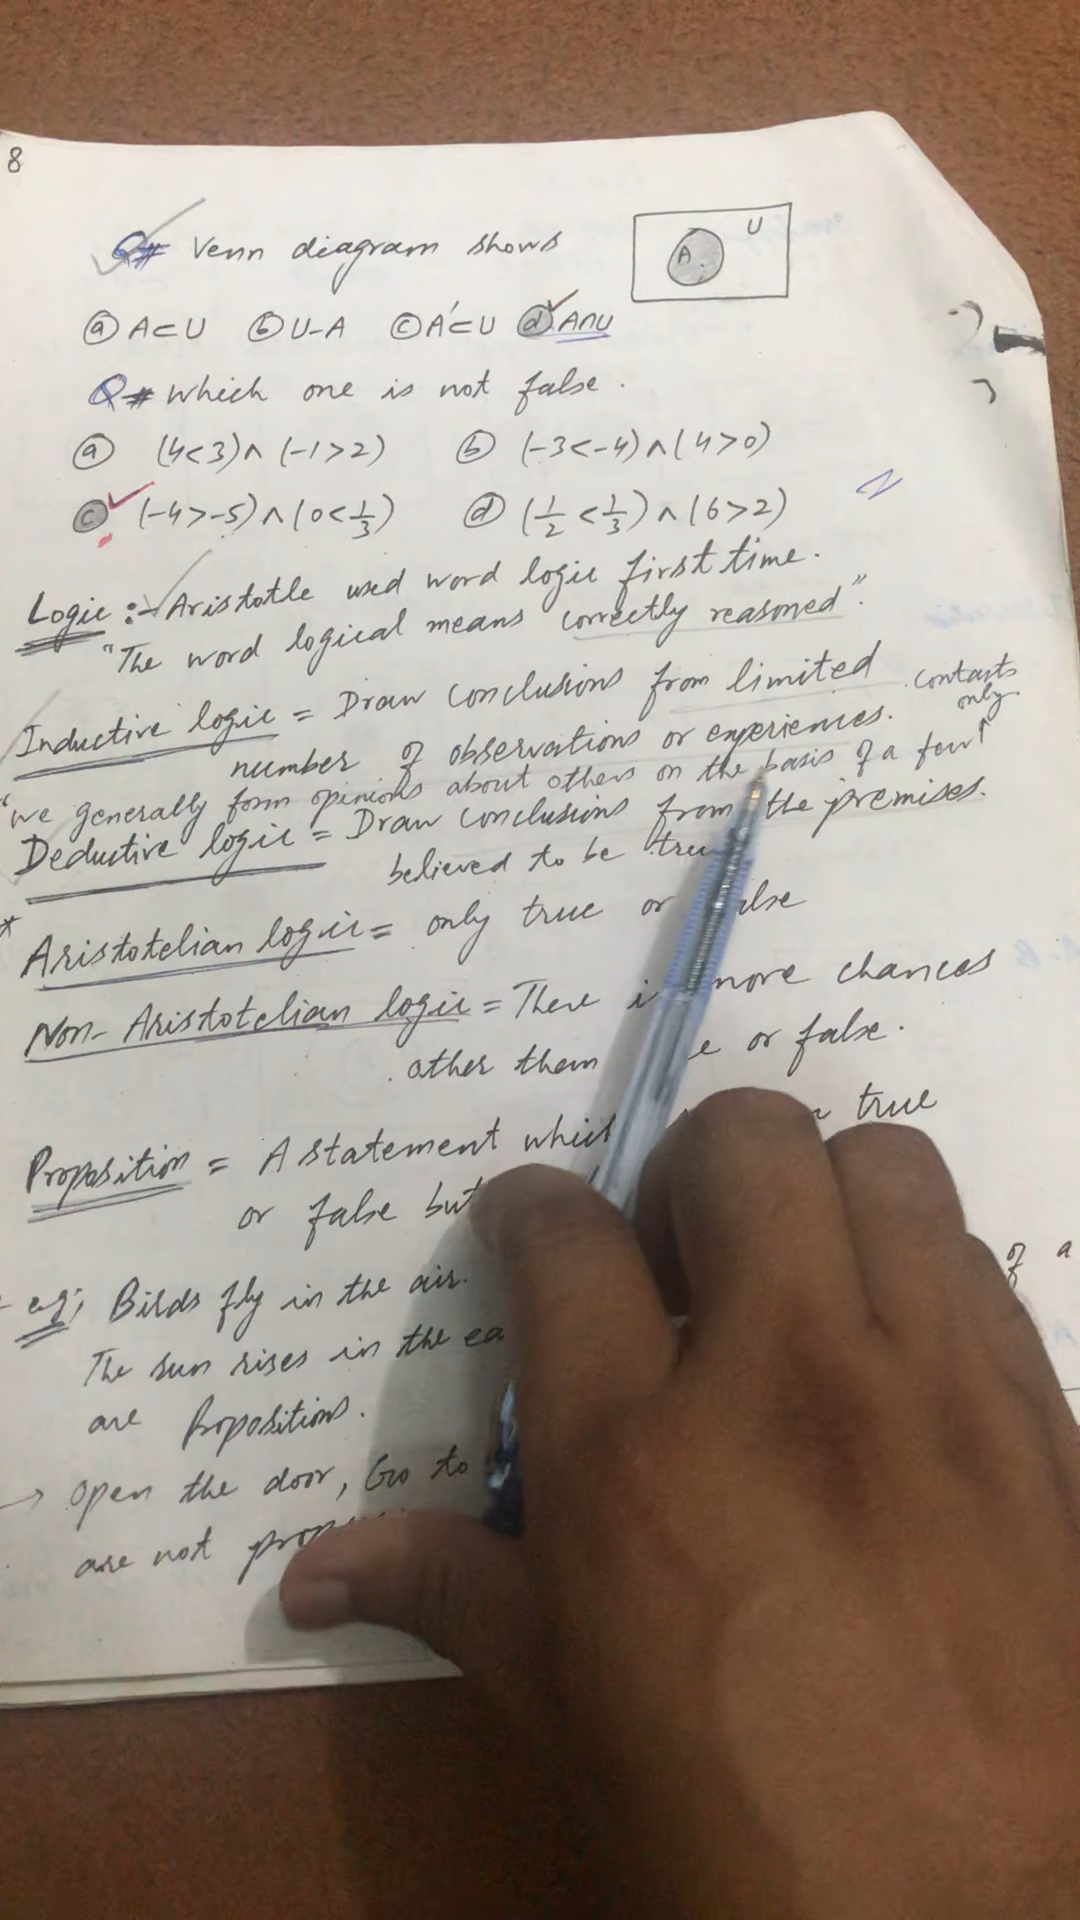 8
Q# Venn diagram shows
A U
ⓐ A⊂U ⓑ U-A ⓒ A'⊂U ⓓ A∩U
Q# which one is not false.
ⓐ (4<3)∧(-1>2) ⓑ (-3<-4)∧(4>0)
ⓒ (-4>-5)∧(0<1/3) ⓓ (1/2<1/3)∧(6>2)
Logic :- Aristotle used word logic first time.
"The word logical means correctly reasoned".
Inductive logic = Draw conclusions from limited
number of observations or experiences.
"we generally form opinions about others on the basis of a few contacts only
Deductive logic = Draw conclusions from the premises
believed to be
Aristotelian logic = only true or
Non-Aristotelian logic = There more chances
other them or false.
Proposition = A statement true
or false but
e.g; Birds fly in the air.
The sun rises in the
are Propositions.
→ open the door, Go to
are not
of a